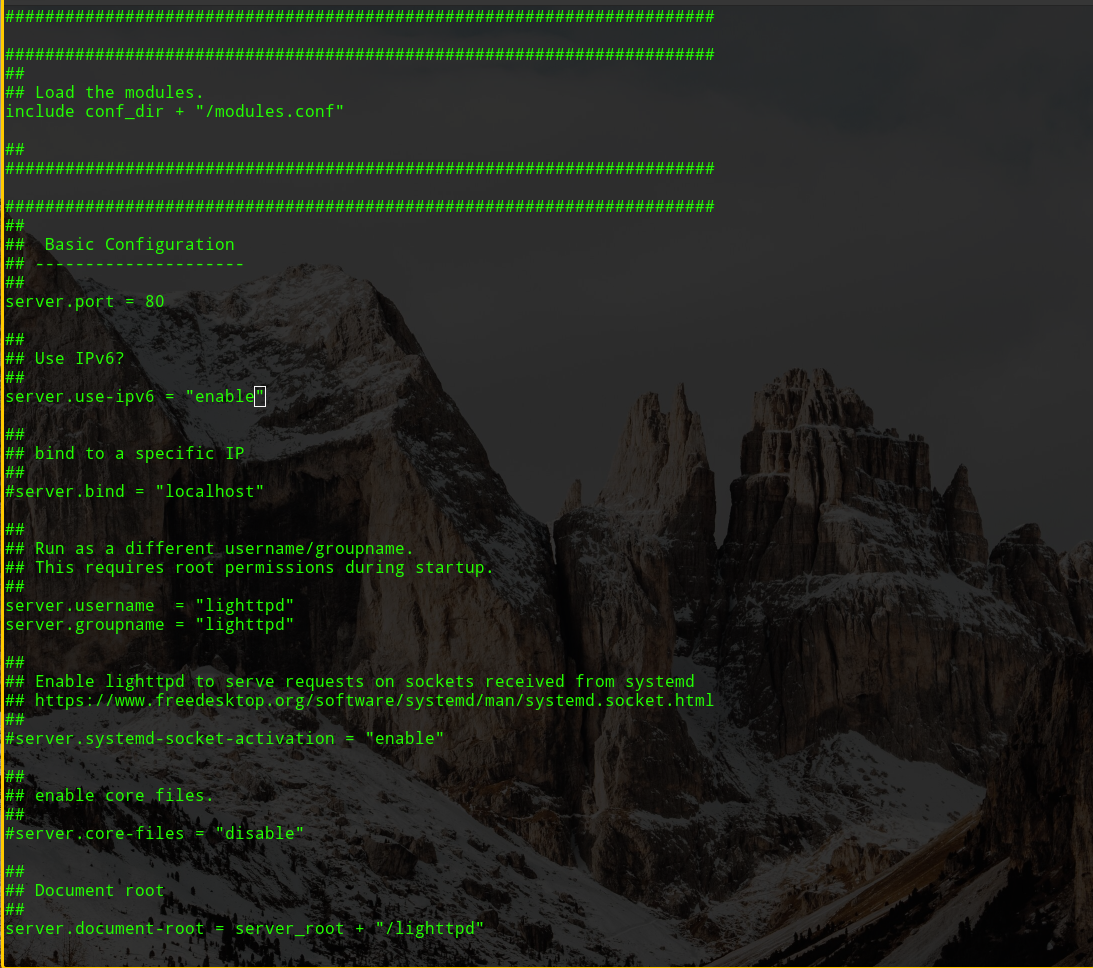 #######################################################################
#######################################################################
##
## Load the modules.
include conf_dir + "/modules.conf"
##
#######################################################################
#######################################################################
##
##  Basic Configuration
## ---------------------
##
server.port = 80
##
## Use IPv6?
##
server.use-ipv6 = "enable"
##
## bind to a specific IP
##
#server.bind = "localhost"
##
## Run as a different username/groupname.
## This requires root permissions during startup.
##
server.username  = "lighttpd"
server.groupname = "lighttpd"
##
## Enable lighttpd to serve requests on sockets received from systemd
## https://www.freedesktop.org/software/systemd/man/systemd.socket.html
##
#server.systemd-socket-activation = "enable"
##
## enable core files.
##
#server.core-files = "disable"
##
## Document root
##
server.document-root = server_root + "/lighttpd"